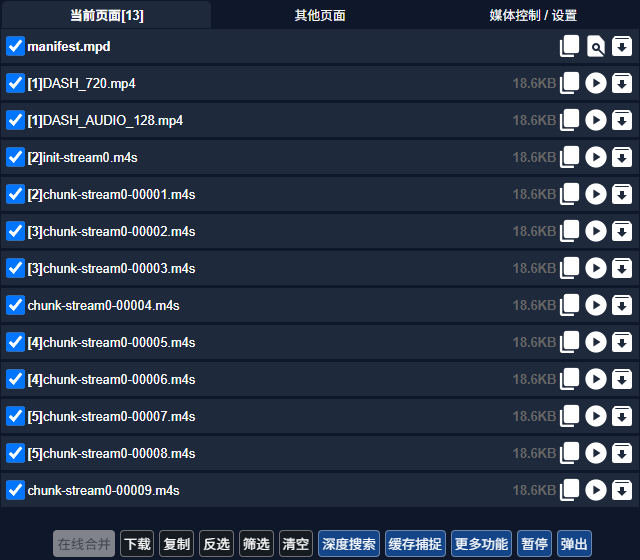 当前页面[13] 其他页面 媒体控制 / 设置
manifest.mpd
[1]DASH_720.mp4 18.6KB
[1]DASH_AUDIO_128.mp4 18.6KB
[2]init-stream0.m4s 18.6KB
[2]chunk-stream0-00001.m4s 18.6KB
[3]chunk-stream0-00002.m4s 18.6KB
[3]chunk-stream0-00003.m4s 18.6KB
chunk-stream0-00004.m4s 18.6KB
[4]chunk-stream0-00005.m4s 18.6KB
[4]chunk-stream0-00006.m4s 18.6KB
[5]chunk-stream0-00007.m4s 18.6KB
[5]chunk-stream0-00008.m4s 18.6KB
chunk-stream0-00009.m4s 18.6KB
在线合并 下载 复制 反选 筛选 清空 深度搜索 缓存捕捉 更多功能 暂停 弹出